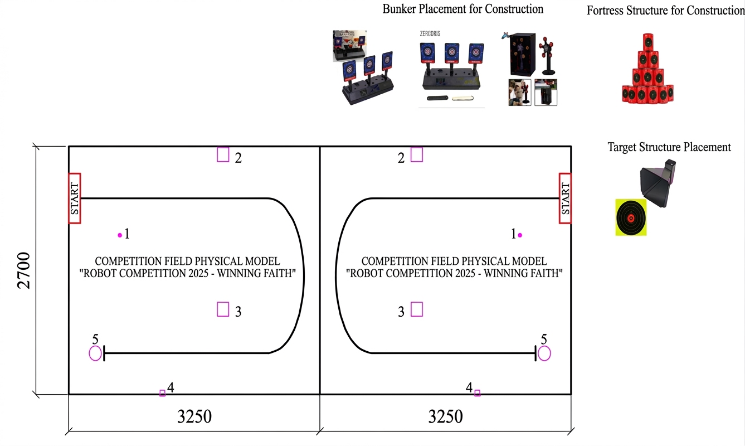 Bunker Placement for Construction
Fortress Structure for Construction
ZERODIS
Target Structure Placement
2
2
START
START
1
1
COMPETITION FIELD PHYSICAL MODEL
"ROBOT COMPETITION 2025 - WINNING FAITH"
COMPETITION FIELD PHYSICAL MODEL
"ROBOT COMPETITION 2025 - WINNING FAITH"
2700
3
3
5
5
4
4
3250
3250